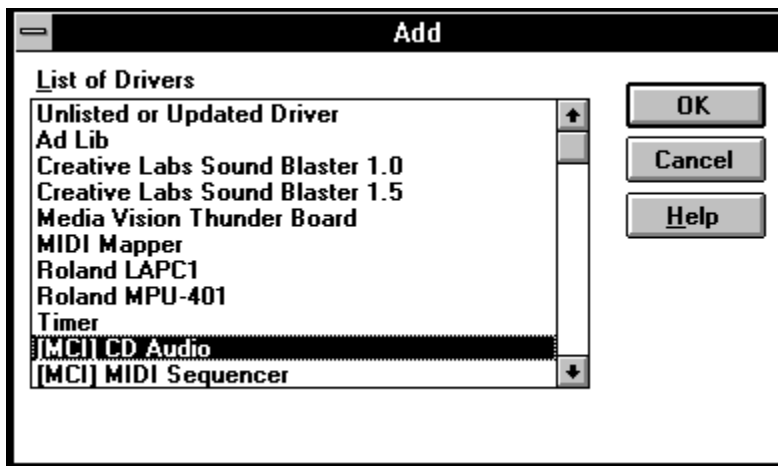 Add
List of Drivers
Unlisted or Updated Driver
Ad Lib
Creative Labs Sound Blaster 1.0
Creative Labs Sound Blaster 1.5
Media Vision Thunder Board
MIDI Mapper
Roland LAPC1
Roland MPU-401
Timer
[MCI] CD Audio
[MCI] MIDI Sequencer
OK
Cancel
Help